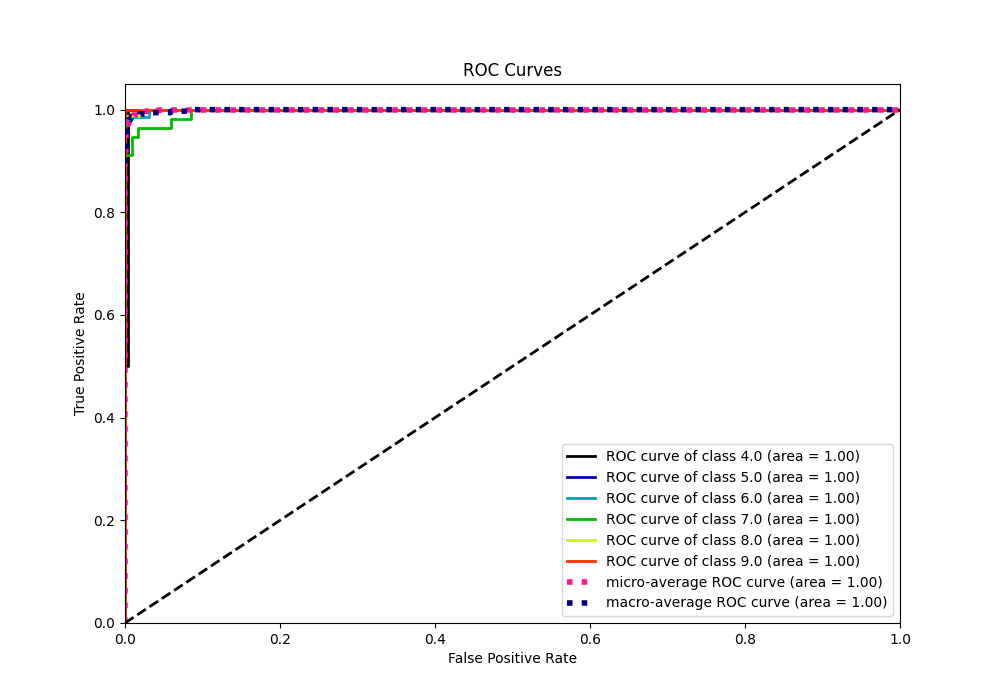 ROC Curves
1.0
0.8
0.6
0.4
0.2
0.0
True Positive Rate
ROC curve of class 4.0 (area = 1.00)
ROC curve of class 5.0 (area = 1.00)
ROC curve of class 6.0 (area = 1.00)
ROC curve of class 7.0 (area = 1.00)
ROC curve of class 8.0 (area = 1.00)
ROC curve of class 9.0 (area = 1.00)
micro-average ROC curve (area = 1.00)
macro-average ROC curve (area = 1.00)
0.0 0.2 0.4 0.6 0.8 1.0
False Positive Rate